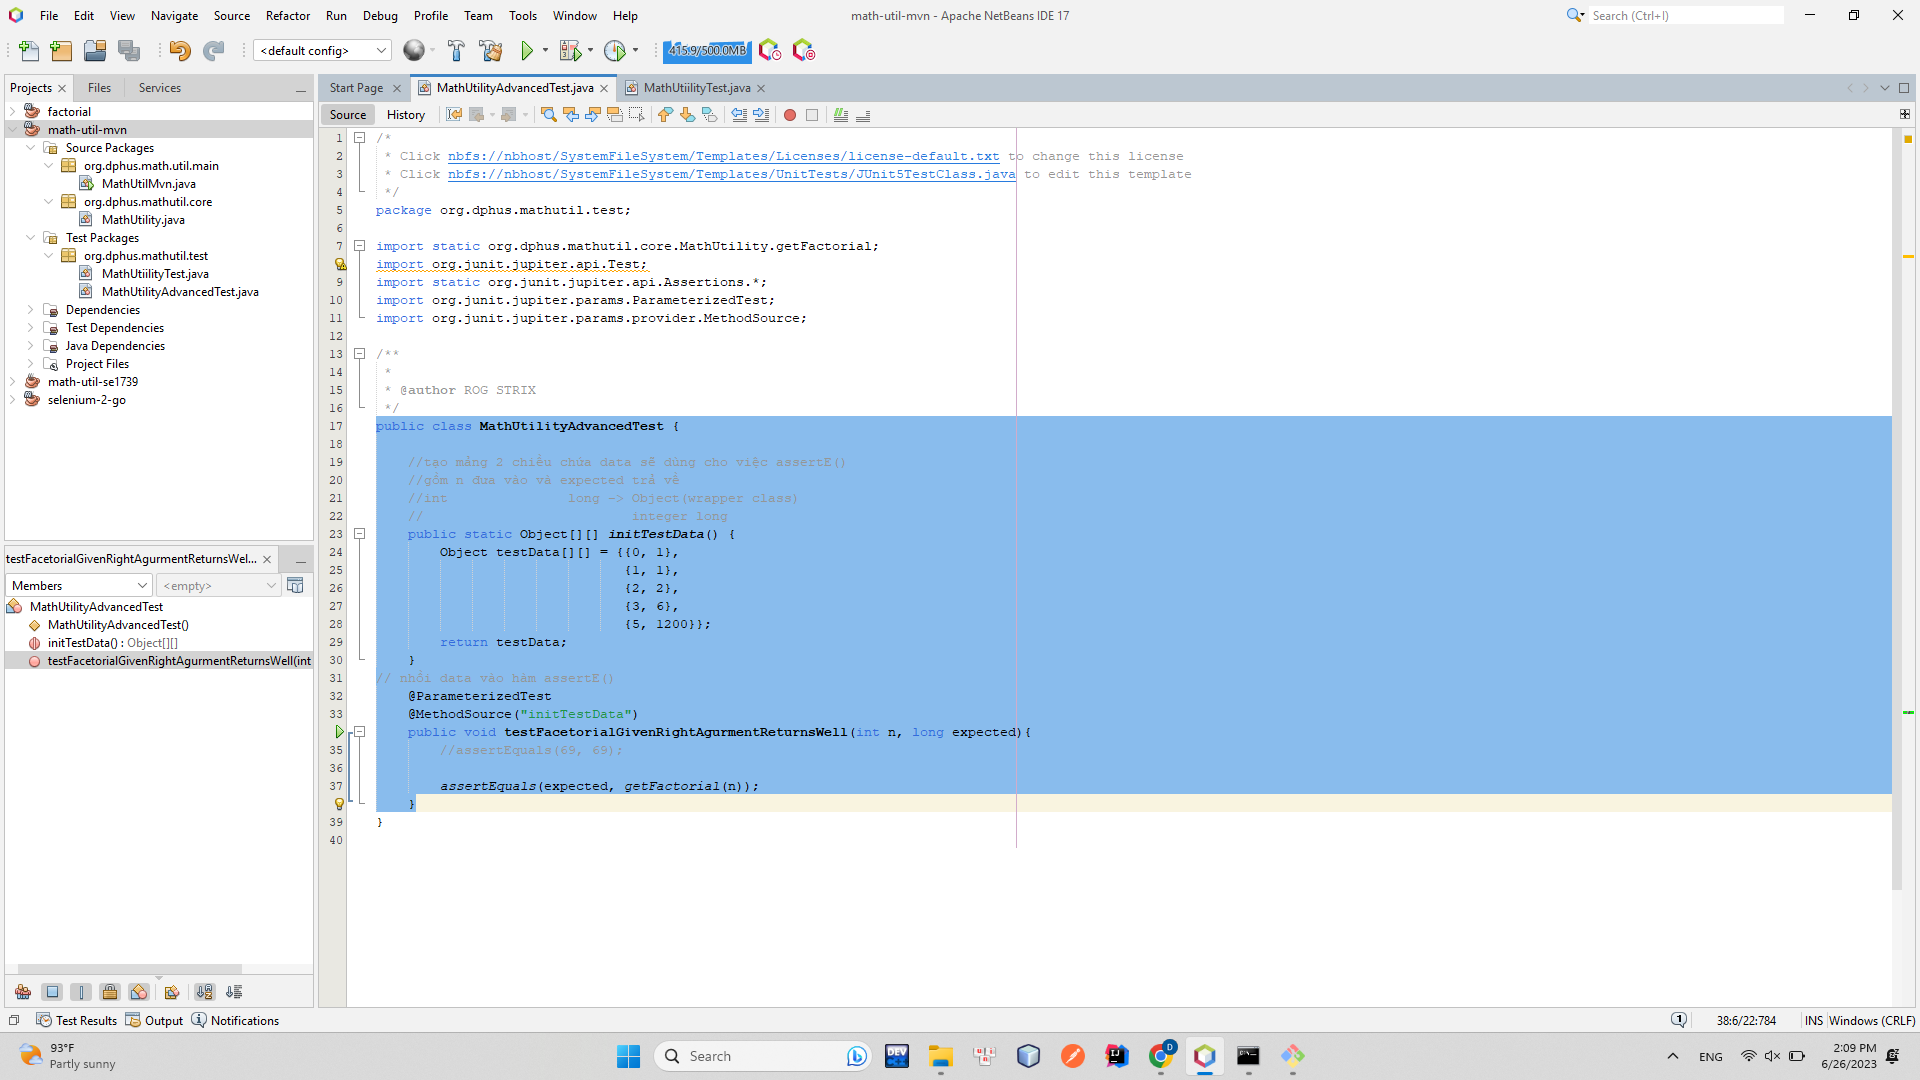 File Edit View Navigate Source Refactor Run Debug Profile Team Tools Window Help
math-util-mvn - Apache NetBeans IDE 17
Search (Ctrl+I)
<default config>
415.9/500.0MB
Projects Files Services
Start Page MathUtilityAdvancedTest.java MathUtiilityTest.java
Source History
factorial
math-util-mvn
Source Packages
org.dphus.math.util.main
MathUtilMvn.java
org.dphus.mathutil.core
MathUtility.java
Test Packages
org.dphus.mathutil.test
MathUtiilityTest.java
MathUtilityAdvancedTest.java
Dependencies
Test Dependencies
Java Dependencies
Project Files
math-util-se1739
selenium-2-go
testFacetorialGivenRightAgurmentReturnsWel...
Members <empty>
MathUtilityAdvancedTest
MathUtilityAdvancedTest()
initTestData() : Object[][]
testFacetorialGivenRightAgurmentReturnsWell(int
1 /*
2 * Click nbfs://nbhost/SystemFileSystem/Templates/Licenses/license-default.txt to change this license
3 * Click nbfs://nbhost/SystemFileSystem/Templates/UnitTests/JUnit5TestClass.java to edit this template
4 */
5 package org.dphus.mathutil.test;
6
7 import static org.dphus.mathutil.core.MathUtility.getFactorial;
import org.junit.jupiter.api.Test;
9 import static org.junit.jupiter.api.Assertions.*;
10 import org.junit.jupiter.params.ParameterizedTest;
11 import org.junit.jupiter.params.provider.MethodSource;
12
13 /**
14 *
15 * @author ROG STRIX
16 */
17 public class MathUtilityAdvancedTest {
18
19 //tạo mảng 2 chiều chứa data sẽ dùng cho việc assertE()
20 //gồm n đưa vào và expected trả về
21 //int long -> Object(wrapper class)
22 // integer long
23 public static Object[][] initTestData() {
24 Object testData[][] = {{0, 1},
25 {1, 1},
26 {2, 2},
27 {3, 6},
28 {5, 1200}};
29 return testData;
30 }
31 // nhồi data vào hàm assertE()
32 @ParameterizedTest
33 @MethodSource("initTestData")
public void testFacetorialGivenRightAgurmentReturnsWell(int n, long expected){
35 //assertEquals(69, 69);
36
37 assertEquals(expected, getFactorial(n));
}
39 }
40
Test Results Output Notifications
1 38:6/22:784 INS Windows (CRLF)
93°F
Partly sunny
Search
DEV
D
ENG
2:09 PM
6/26/2023